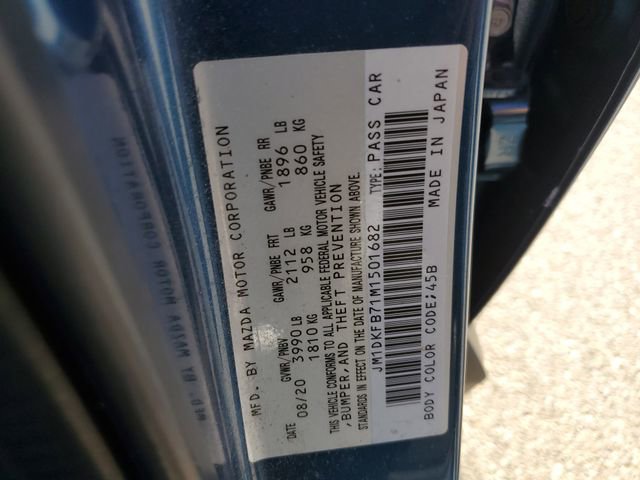 MFD. BY MAZDA MOTOR CORPORATION
GVWR/PNBV GAWR/PNBE FRT GAWR/PNBE RR
DATE 08/20 3990 LB 2112 LB 1896 LB
1810 KG 958 KG 860 KG
THIS VEHICLE CONFORMS TO ALL APPLICABLE FEDERAL MOTOR VEHICLE SAFETY
,BUMPER,AND THEFT PREVENTION
STANDARDS IN EFFECT ON THE DATE OF MANUFACTURE SHOWN ABOVE.
JM1DKFB71M1501682 TYPE: PASS CAR
BODY COLOR CODE;45B MADE IN JAPAN